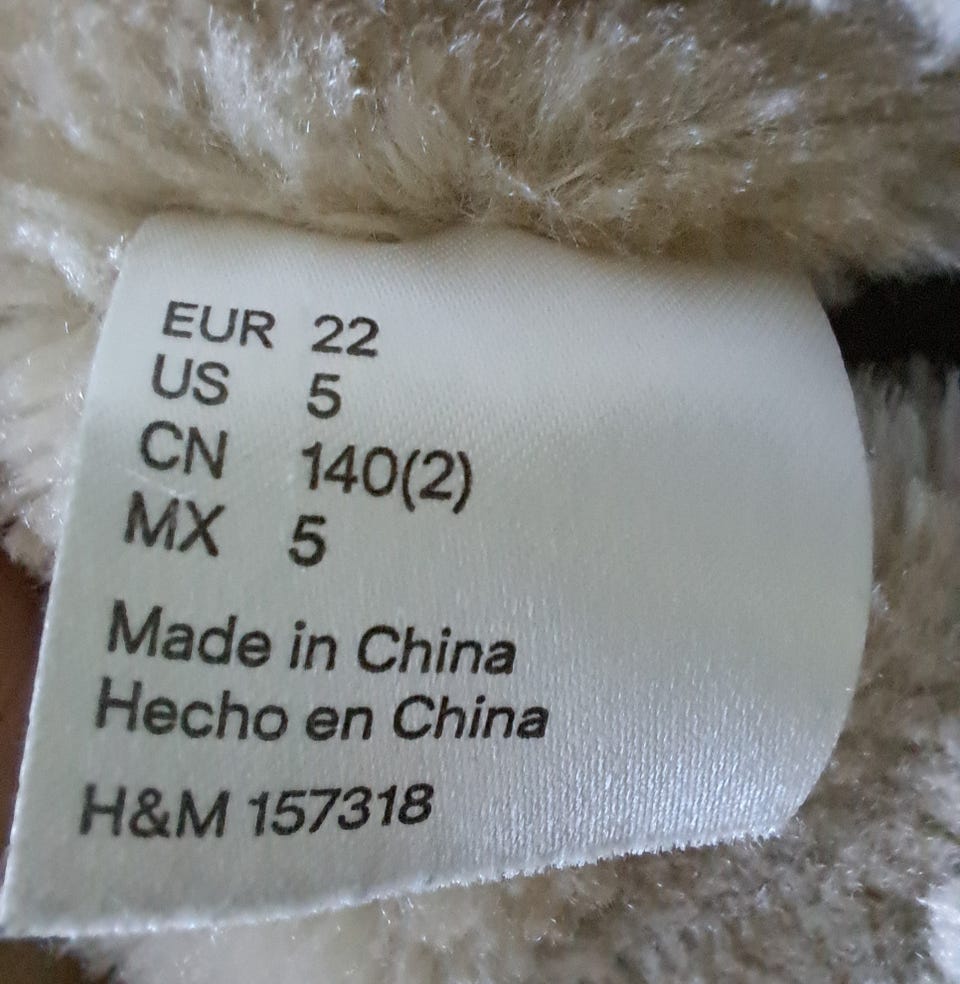 EUR 22
US 5
CN 140(2)
MX 5
Made in China
Hecho en China
H&M 157318